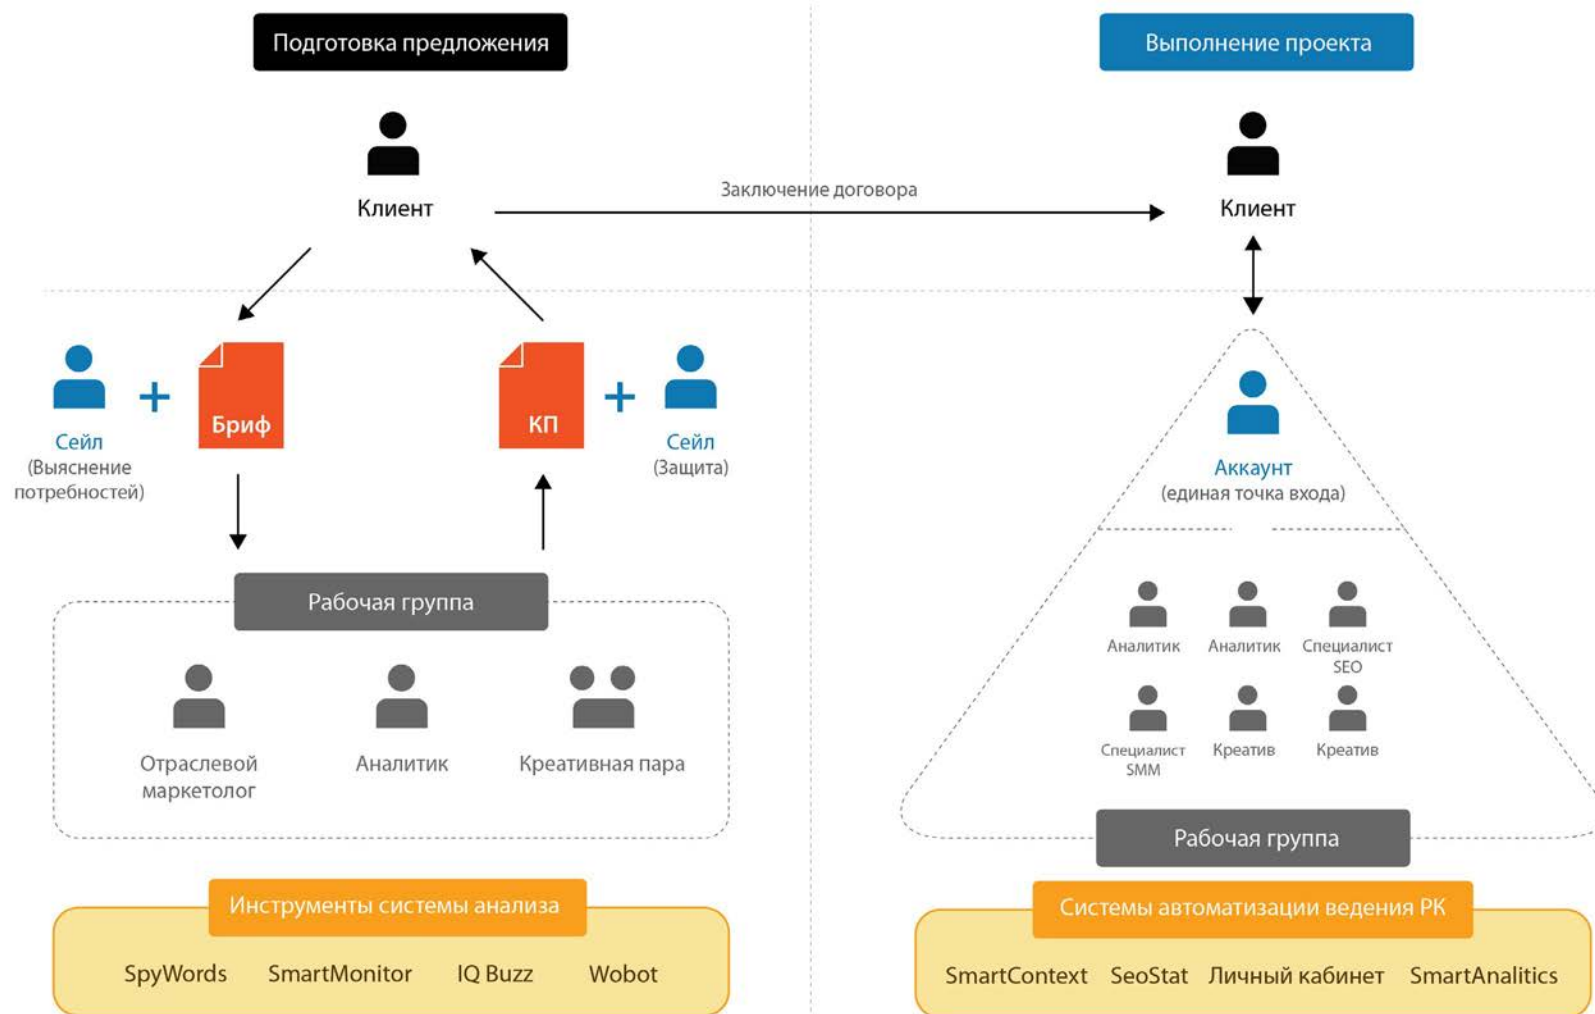 Подготовка предложения
Клиент
Заключение договора
Сейл
(Выяснение
потребностей)
Бриф
КП
Сейл
(Защита)
Рабочая группа
Отраслевой
маркетолог
Аналитик
Креативная пара
Инструменты системы анализа
SpyWords SmartMonitor IQ Buzz Wobot
Выполнение проекта
Клиент
Аккаунт
(единая точка входа)
Аналитик
Аналитик
Специалист
SEO
Специалист
SMM
Креатив
Креатив
Рабочая группа
Системы автоматизации ведения РК
SmartContext SeoStat Личный кабинет SmartAnalitics